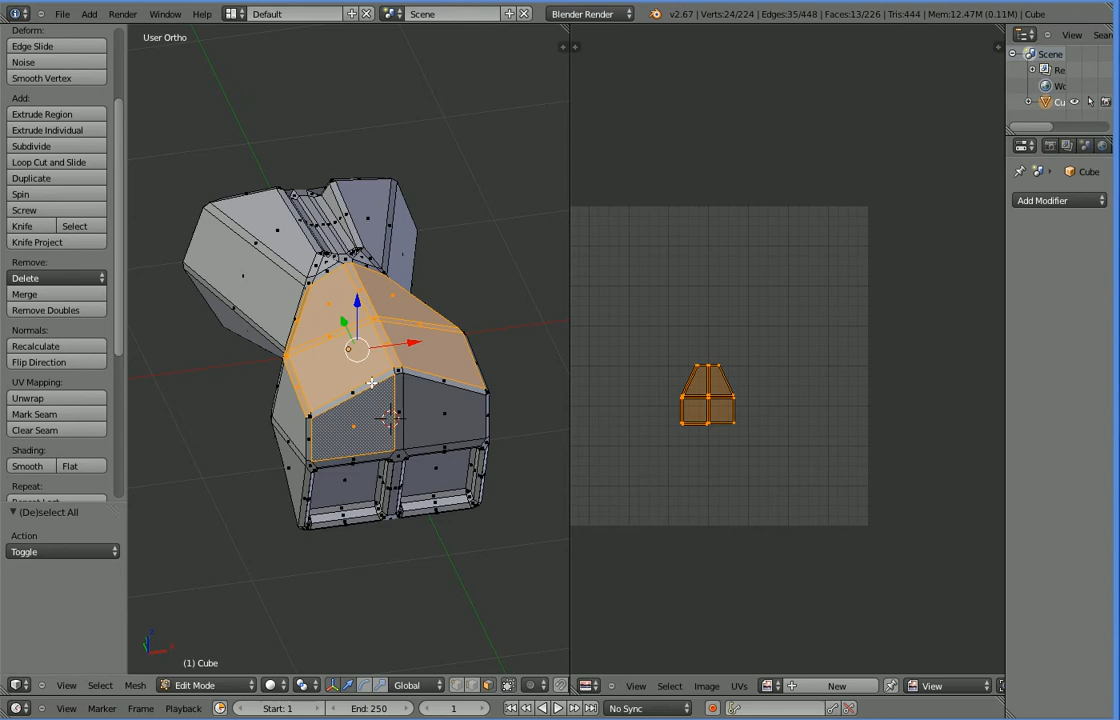 File Add Render Window Help Default Scene Blender Render v2.67 | Verts:24/224 | Edges:35/448 | Faces:13/226 | Tris:444 | Mem:12.47M (0.11M) | Cube
Deform:
Edge Slide
Noise
Smooth Vertex
Add:
Extrude Region
Extrude Individual
Subdivide
Loop Cut and Slide
Duplicate
Spin
Screw
Knife Select
Knife Project
Remove:
Delete
Merge
Remove Doubles
Normals:
Recalculate
Flip Direction
UV Mapping:
Unwrap
Mark Seam
Clear Seam
Shading:
Smooth Flat
Repeat:
(De)select All
Action
Toggle
User Ortho
(1) Cube
View Select Mesh Edit Mode Global
View Select Image UVs New View
View Marker Frame Playback Start: 1 End: 250 1 No Sync
View Sear
Scene
Re
Wo
Cu
Cube
Add Modifier